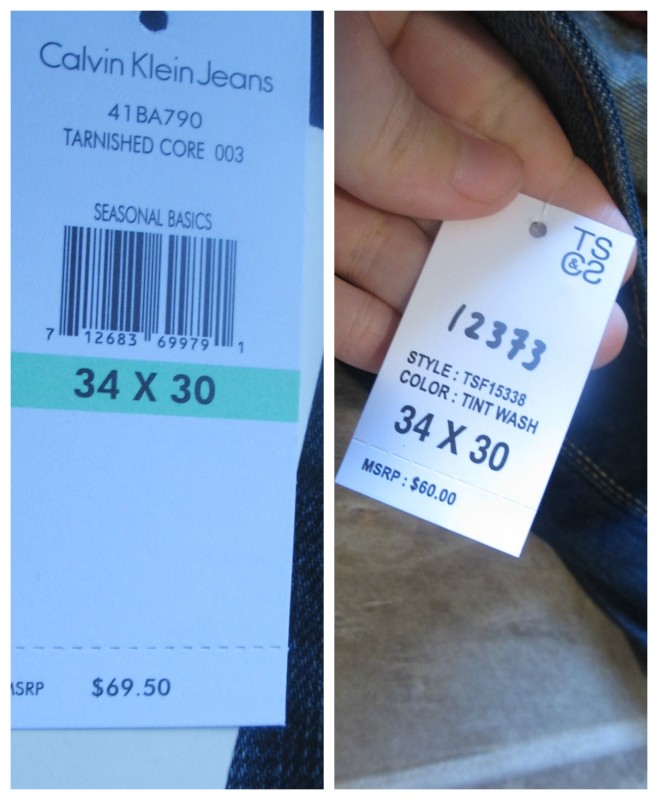 Calvin Klein Jeans
41BA790
TARNISHED CORE 003
SEASONAL BASICS
7 12683 69979 1
34 X 30
MSRP $69.50
TS
&S
12373
STYLE : TSF15338
COLOR : TINT WASH
34 X 30
MSRP : $60.00